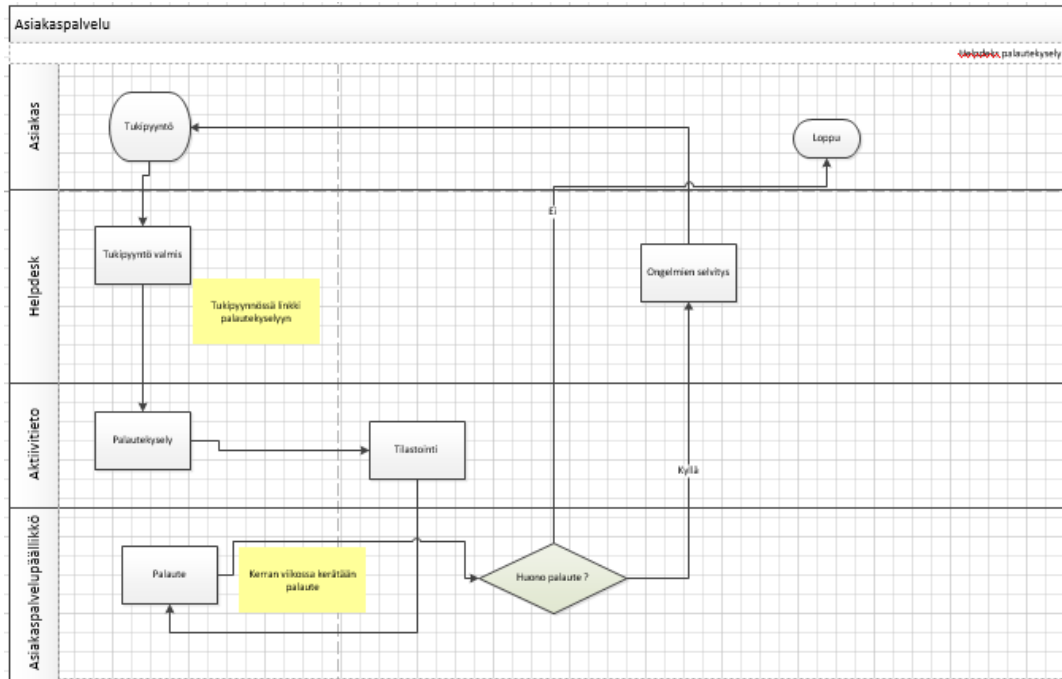 Asiakaspalvelu
Helpdesk palautekysely
Asiakas
Tukipyyntö
Loppu
Ei
Helpdesk
Tukipyyntö valmis
Ongelmien selvitys
Tukipyynnössä linkki
palautekyselyyn
Aktiivitieto
Palautekysely
Tilastointi
Kyllä
Asiakaspalvelupäällikkö
Palaute
Kerran viikossa kerätään
palaute
Huono palaute ?